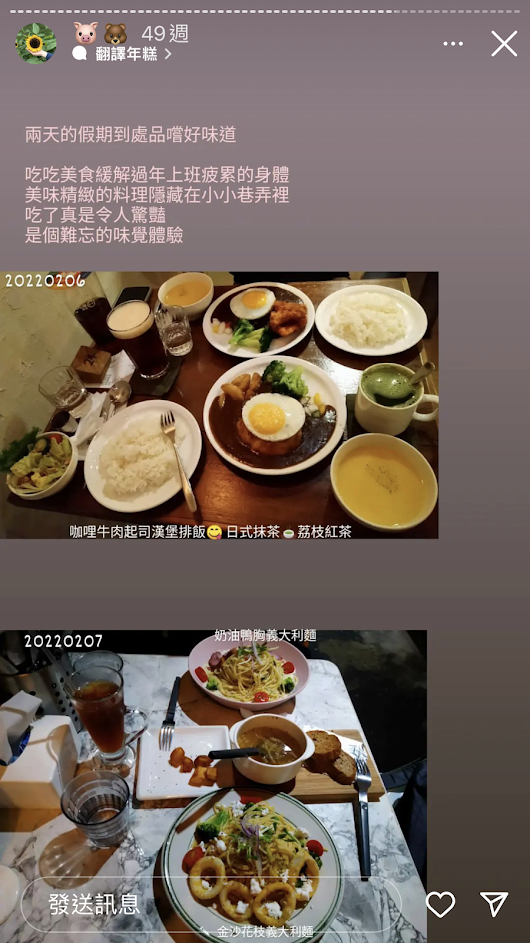 🐷🐻 49週
翻譯年糕 >
兩天的假期到處品嚐好味道
吃吃美食緩解過年上班疲累的身體
美味精緻的料理隱藏在小小巷弄裡
吃了真是令人驚豔
是個難忘的味覺體驗
20220206
咖哩牛肉起司漢堡排飯😋日式抹茶🍵荔枝紅茶
奶油鴨胸義大利麵
20220207
發送訊息
金沙花枝義大利麵